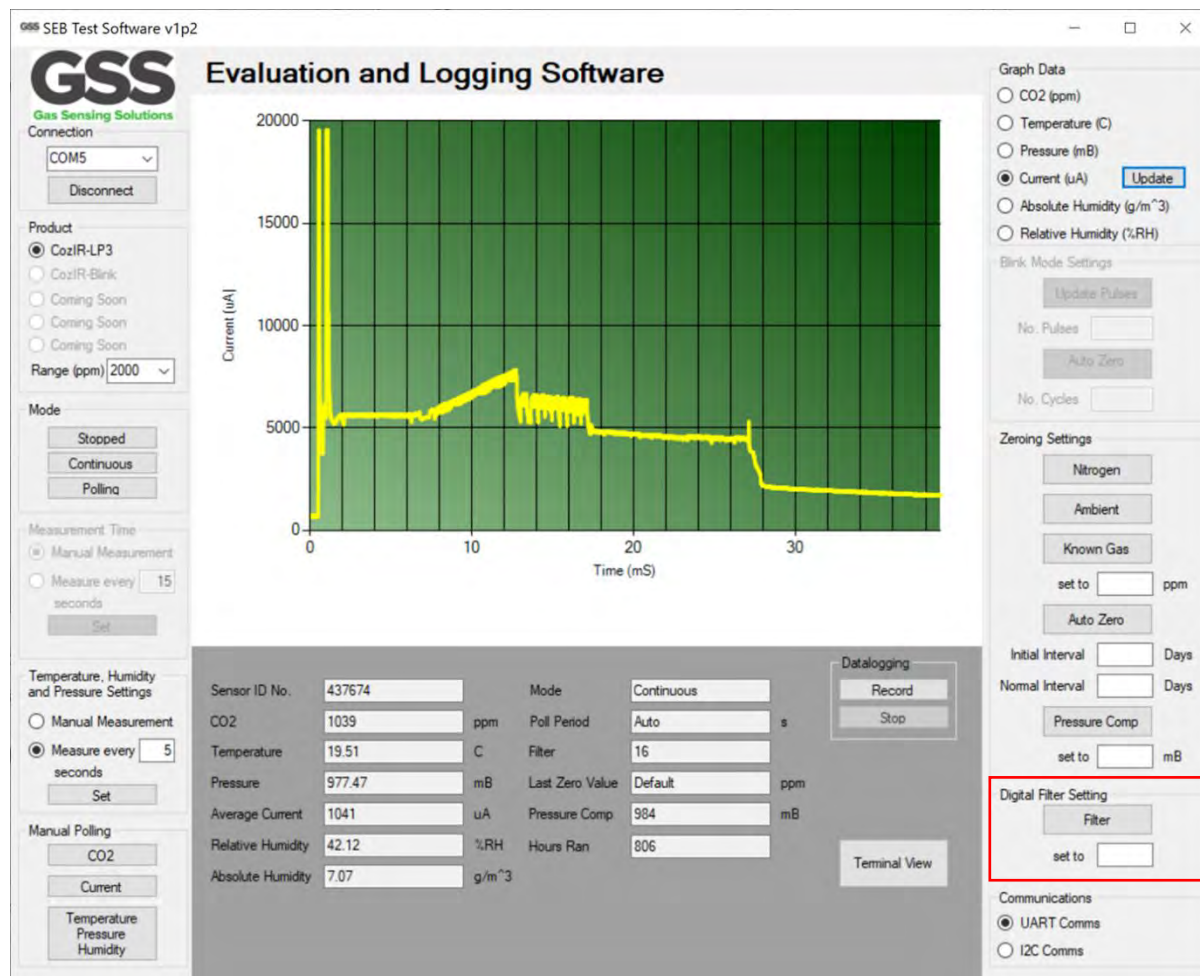 GSS SEB Test Software v1p2
GSS
Gas Sensing Solutions
Evaluation and Logging Software
Connection
COM5
Disconnect
Product
CozIR-LP3
CozIR-Blink
Coming Soon
Coming Soon
Coming Soon
Range (ppm) 2000
Mode
Stopped
Continuous
Polling
Measurement Time
Manual Measurement
Measure every 15
seconds
Set
Temperature, Humidity
and Pressure Settings
Manual Measurement
Measure every 5
seconds
Set
Manual Polling
CO2
Current
Temperature
Pressure
Humidity
20000
15000
10000
5000
0
Current (uA)
0 10 20 30
Time (mS)
Sensor ID No. 437674
CO2 1039 ppm
Temperature 19.51 C
Pressure 977.47 mB
Average Current 1041 uA
Relative Humidity 42.12 %RH
Absolute Humidity 7.07 g/m^3
Mode Continuous
Poll Period Auto s
Filter 16
Last Zero Value Default ppm
Pressure Comp 984 mB
Hours Ran 806
Datalogging
Record
Stop
Terminal View
Graph Data
CO2 (ppm)
Temperature (C)
Pressure (mB)
Current (uA) Update
Absolute Humidity (g/m^3)
Relative Humidity (%RH)
Blink Mode Settings
Update Pulses
No. Pulses
Auto Zero
No. Cycles
Zeroing Settings
Nitrogen
Ambient
Known Gas
set to ppm
Auto Zero
Initial Interval Days
Normal Interval Days
Pressure Comp
set to mB
Digital Filter Setting
Filter
set to
Communications
UART Comms
I2C Comms